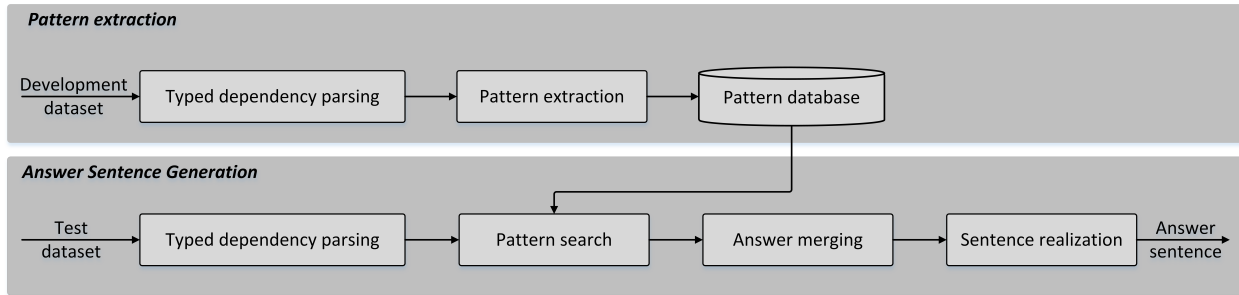 Pattern extraction
Development
dataset
Typed dependency parsing
Pattern extraction
Pattern database
Answer Sentence Generation
Test
dataset
Typed dependency parsing
Pattern search
Answer merging
Sentence realization
Answer
sentence